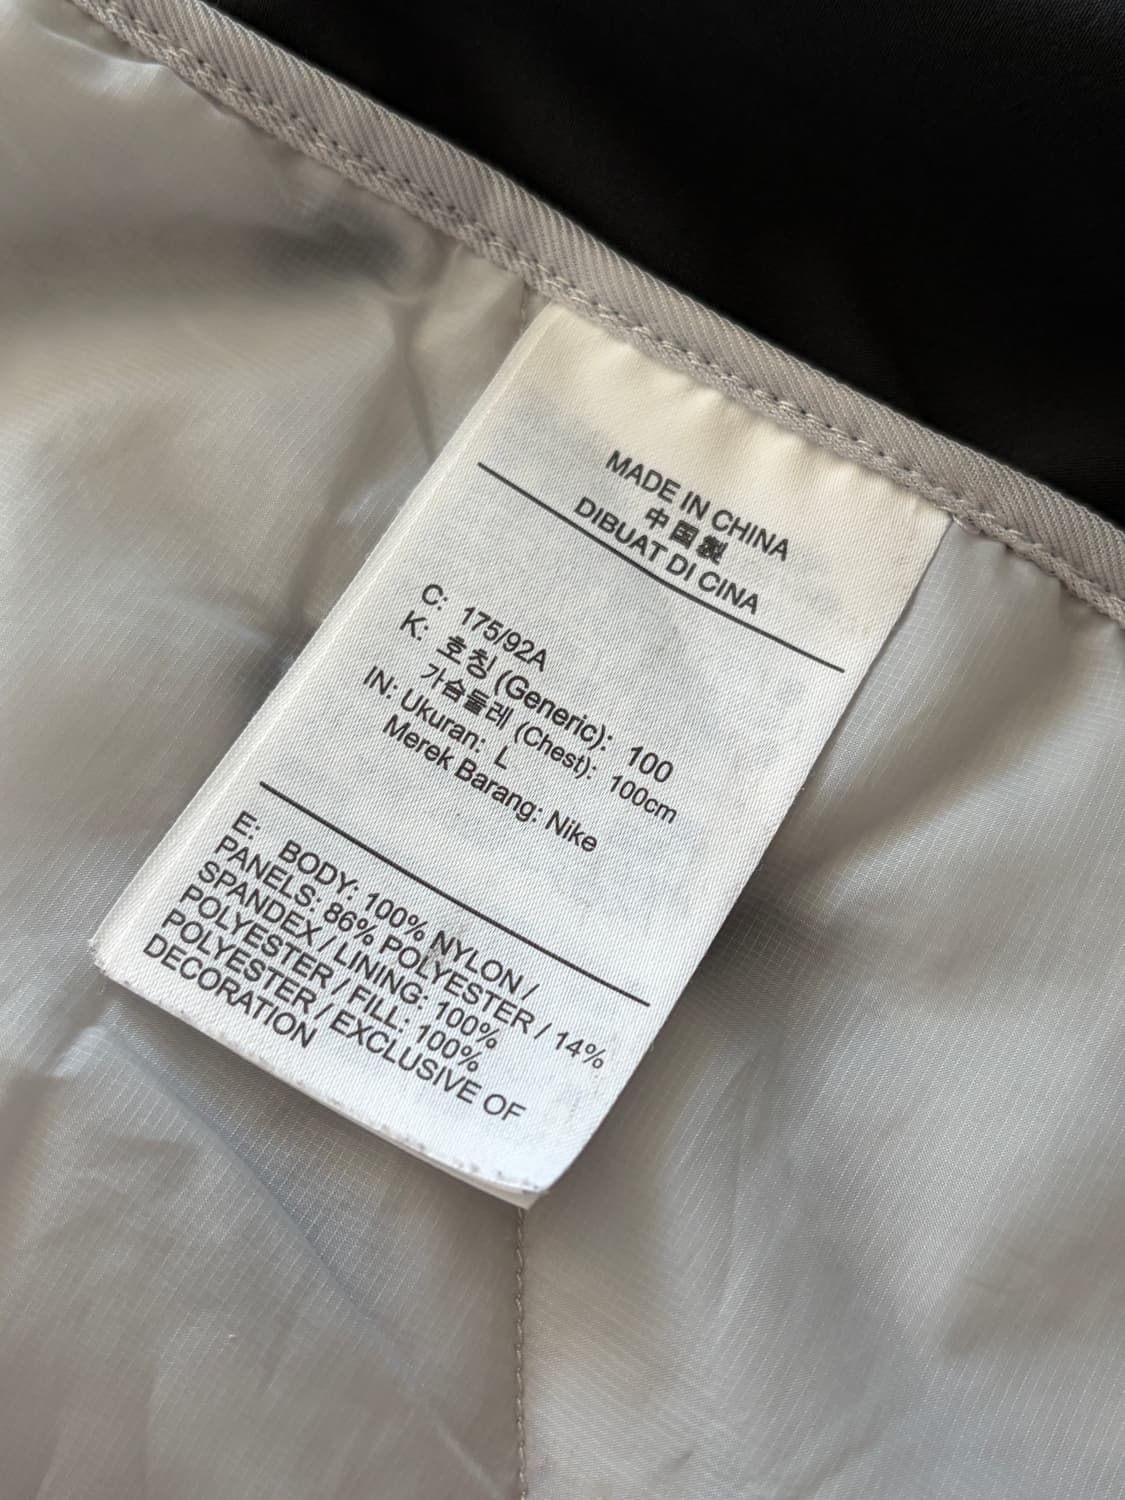 MADE IN CHINA
中国製
DIBUAT DI CINA
C: 175/92A
K: 호칭 (Generic): 100
가슴둘레 (Chest): 100cm
IN: Ukuran: L
Merek Barang: Nike
E: BODY: 100% NYLON /
PANELS: 86% POLYESTER / 14%
SPANDEX / LINING: 100%
POLYESTER / FILL: 100%
POLYESTER / EXCLUSIVE OF
DECORATION